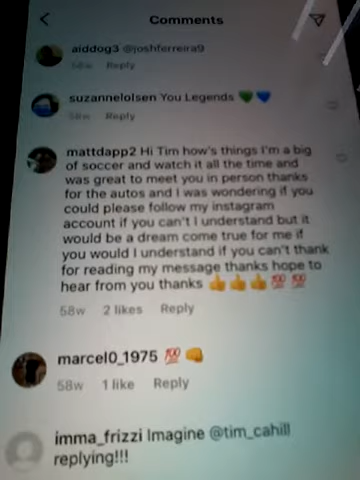 Comments
aiddog3 @joshferreira9
58w Reply
suzannelolsen You Legends 💚💙
58w Reply
mattdapp2 Hi Tim how's things I'm a big
of soccer and watch it all the time and
was great to meet you in person thanks
for the autos and I was wondering if you
could please follow my instagram
account if you can't I understand but it
would be a dream come true for me if
you would I understand if you can't thank
for reading my message thanks hope to
hear from you thanks 👍👍👍💯💯
58w 2 likes Reply
marcel0_1975 💯👊
58w 1 like Reply
imma_frizzi Imagine @tim_cahill
replying!!!